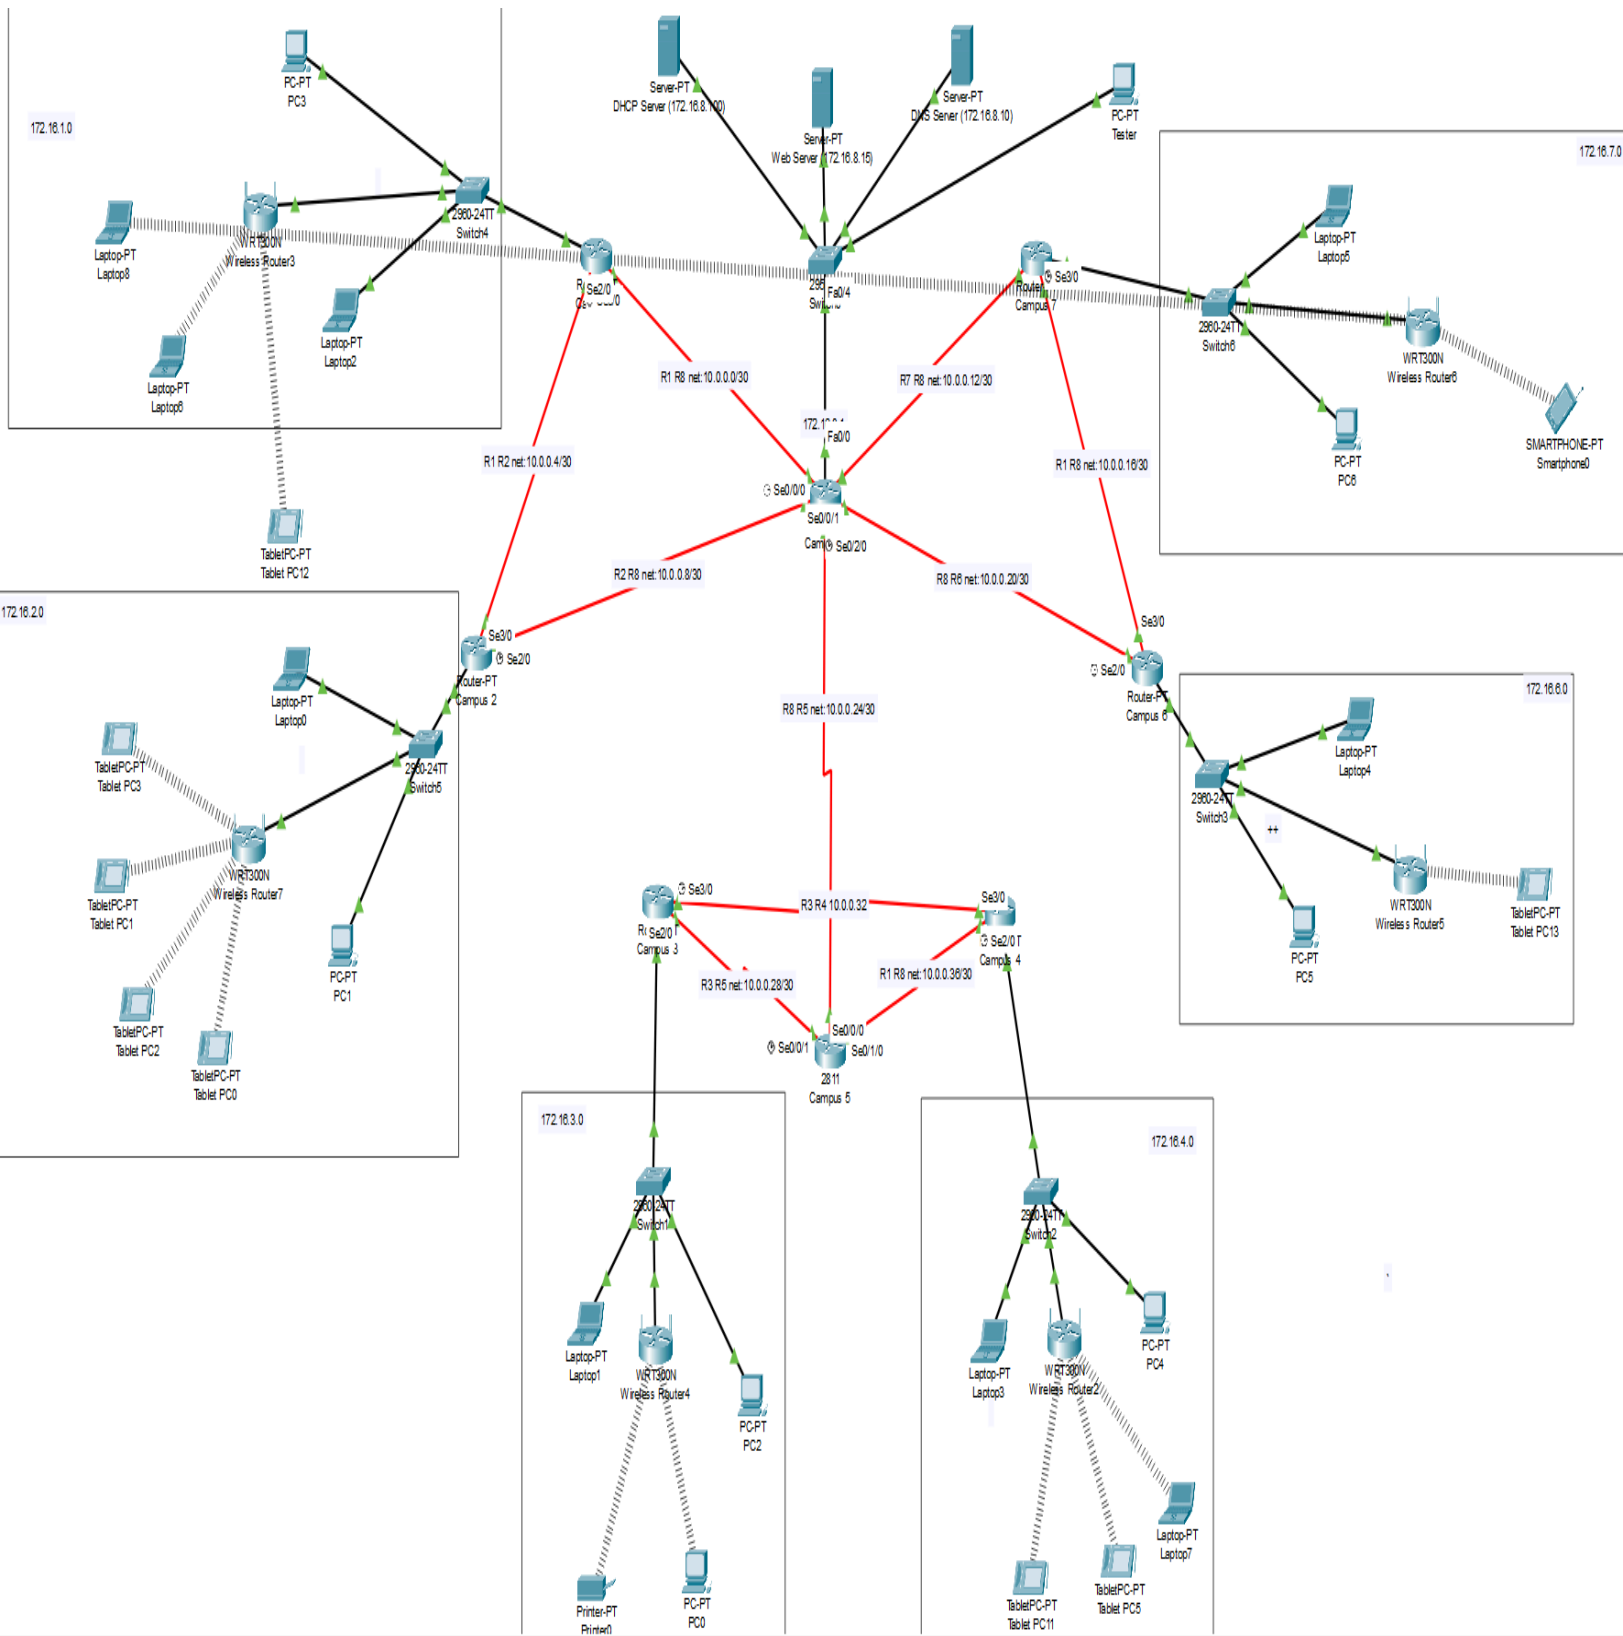 PC-PT
PC3
172.16.1.0
Laptop-PT
Laptop8
WRT300N
Wireless Router3
2960-24TT
Switch4
Laptop-PT
Laptop6
Laptop-PT
Laptop2
TabletPC-PT
Tablet PC12
Se2/0
Server-PT
DHCP Server (172.16.8.100)
Server-PT
Web Server (172.16.8.15)
Server-PT
DNS Server (172.16.8.10)
PC-PT
Tester
Fa0/4
Se3/0
Router
Campus 7
172.16.7.0
Laptop-PT
Laptop5
2960-24TT
Switch6
WRT300N
Wireless Router6
PC-PT
PC6
SMARTPHONE-PT
Smartphone0
R1 R8 net:10.0.0.0/30
R7 R8 net:10.0.0.12/30
R1 R2 net:10.0.0.4/30
R1 R8 net:10.0.0.16/30
Fa0/0
Se0/0/0
Se0/0/1
Se0/2/0
R2 R8 net:10.0.0.8/30
R8 R6 net:10.0.0.20/30
172.16.2.0
Se3/0
Se2/0
Router-PT
Campus 2
Laptop-PT
Laptop0
TabletPC-PT
Tablet PC3
2960-24TT
Switch5
TabletPC-PT
Tablet PC1
WRT300N
Wireless Router7
TabletPC-PT
Tablet PC2
TabletPC-PT
Tablet PC0
PC-PT
PC1
Se3/0
Se2/0
Router-PT
Campus 6
172.16.6.0
Laptop-PT
Laptop4
2960-24TT
Switch3
++
WRT300N
Wireless Router5
TabletPC-PT
Tablet PC13
PC-PT
PC5
R8 R5 net:10.0.0.24/30
Se3/0
Se2/0
Campus 3
R3 R4 10.0.0.32
Se3/0
Se2/0
Campus 4
R3 R5 net:10.0.0.28/30
R1 R8 net:10.0.0.36/30
Se0/0/0
Se0/0/1
Se0/1/0
2811
Campus 5
172.16.3.0
2960-24TT
Switch1
Laptop-PT
Laptop1
WRT300N
Wireless Router4
PC-PT
PC2
Printer-PT
Printer0
PC-PT
PC0
172.16.4.0
2960-24TT
Switch2
Laptop-PT
Laptop3
WRT300N
Wireless Router2
PC-PT
PC4
Laptop-PT
Laptop7
TabletPC-PT
Tablet PC11
TabletPC-PT
Tablet PC5